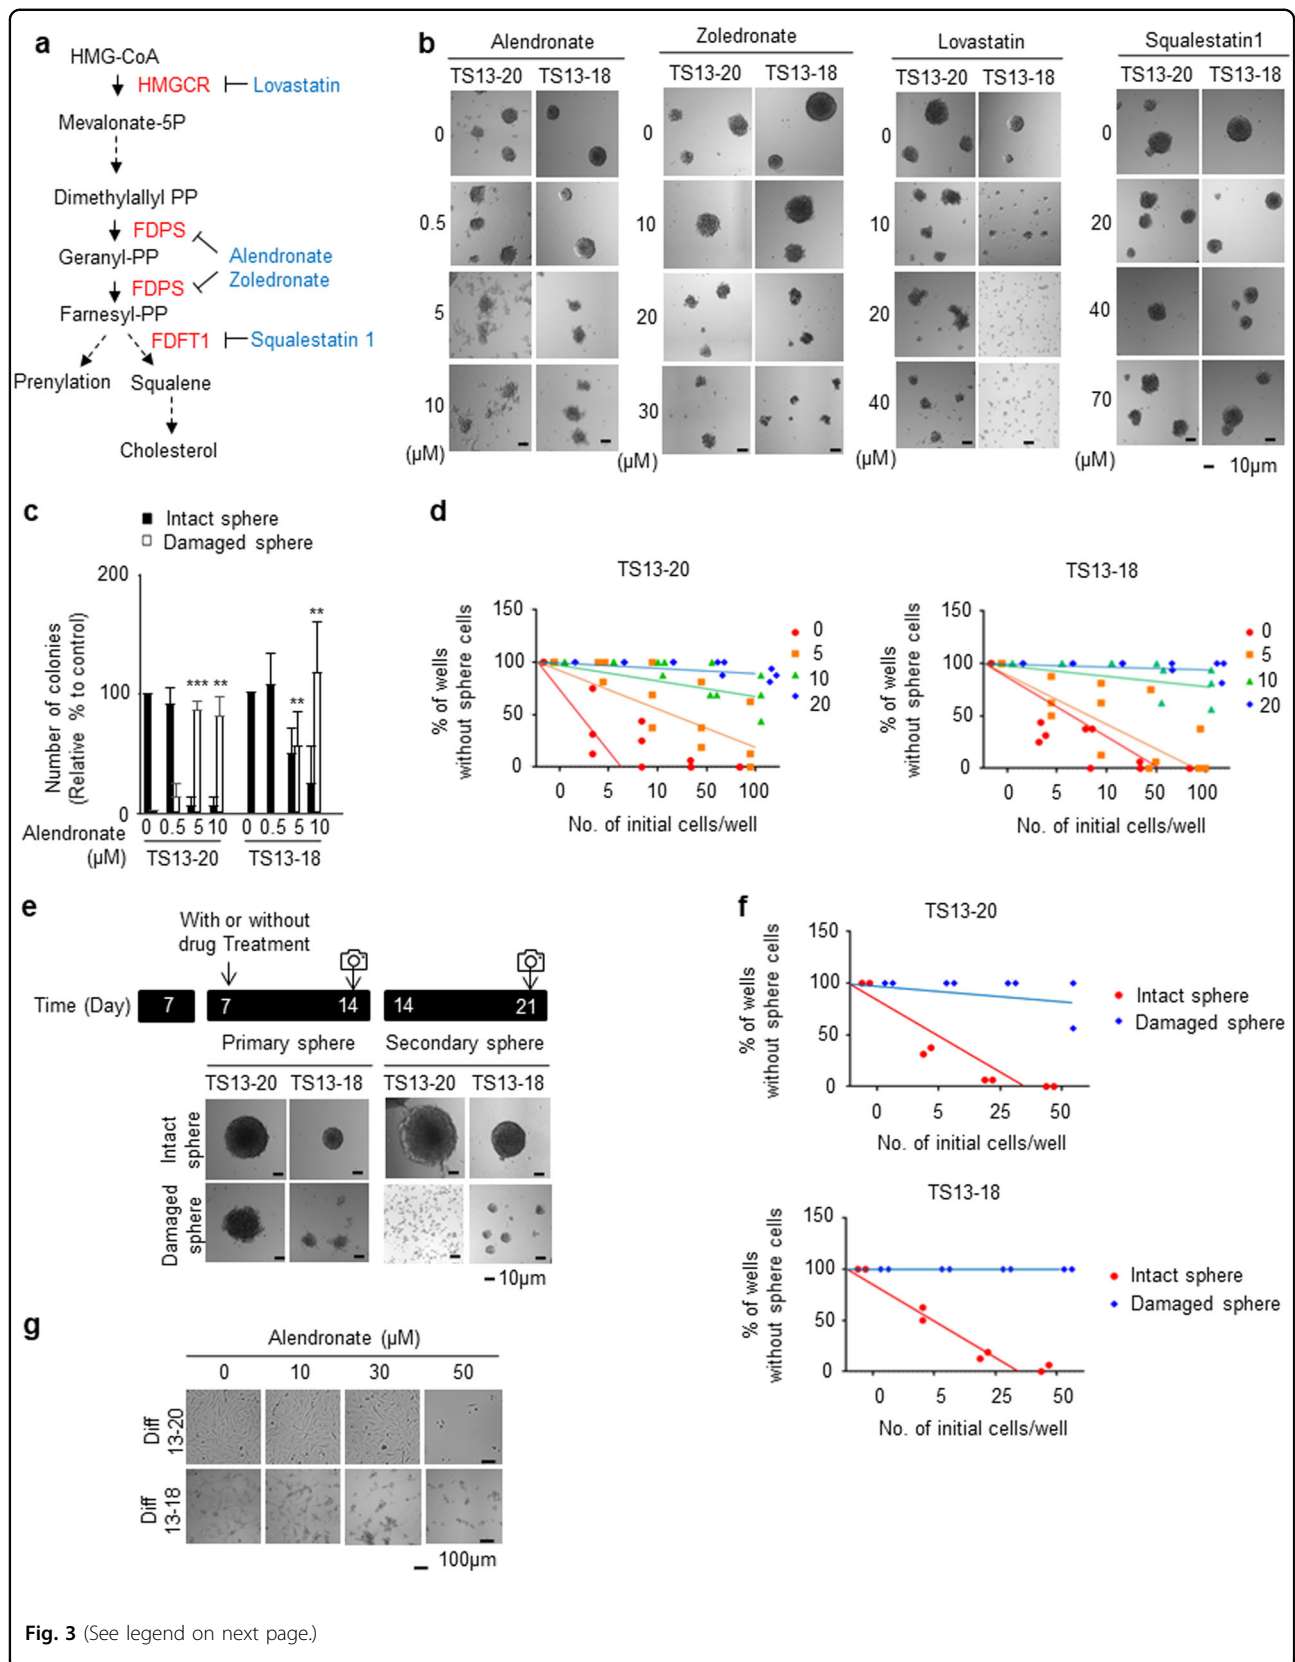 a
HMG-CoA
HMGCR
Lovastatin
Mevalonate-5P
Dimethylallyl PP
FDPS
Geranyl-PP
Alendronate
Zoledronate
FDPS
Farnesyl-PP
FDFT1
Squalestatin 1
Prenylation
Squalene
Cholesterol
b
Alendronate
TS13-20 TS13-18
0
0.5
5
10
(µM)
Zoledronate
TS13-20 TS13-18
0
10
20
30
(µM)
Lovastatin
TS13-20 TS13-18
0
10
20
40
(µM)
Squalestatin1
TS13-20 TS13-18
0
20
40
70
(µM)
10µm
c
Intact sphere
Damaged sphere
Number of colonies
(Relative % to control)
200
100
0
*** **
** **
0 0.5 5 10 0 0.5 5 10
Alendronate
(µM)
TS13-20 TS13-18
d
TS13-20
% of wells
without sphere cells
150
100
50
0
0 5 10 50 100
No. of initial cells/well
0
5
10
20
TS13-18
% of wells
without sphere cells
150
100
50
0
0 5 10 50 100
No. of initial cells/well
0
5
10
20
e
With or without
drug Treatment
Time (Day) 7 7 14 14 21
Primary sphere Secondary sphere
TS13-20 TS13-18 TS13-20 TS13-18
Intact
sphere
Damaged
sphere
10µm
f
TS13-20
% of wells
without sphere cells
150
100
50
0
0 5 25 50
No. of initial cells/well
Intact sphere
Damaged sphere
TS13-18
% of wells
without sphere cells
150
100
50
0
0 5 25 50
No. of initial cells/well
Intact sphere
Damaged sphere
g
Alendronate (µM)
0 10 30 50
Diff
13-20
Diff
13-18
100µm
Fig. 3 (See legend on next page.)